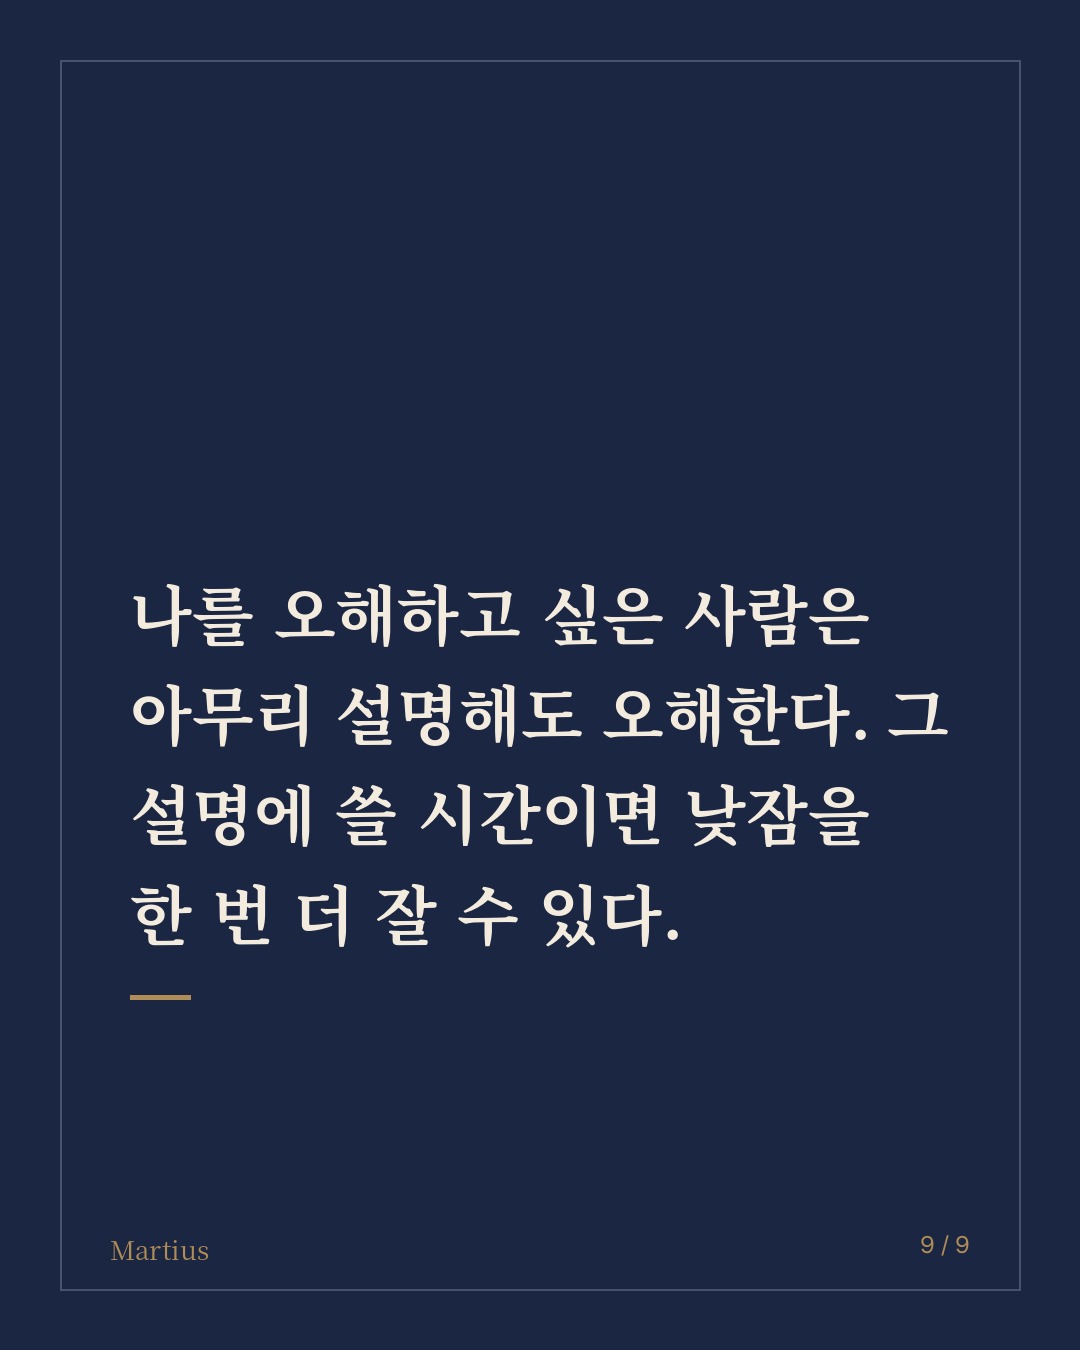 나를 오해하고 싶은 사람은
아무리 설명해도 오해한다. 그
설명에 쓸 시간이면 낮잠을
한 번 더 잘 수 있다.
Martius
9 / 9